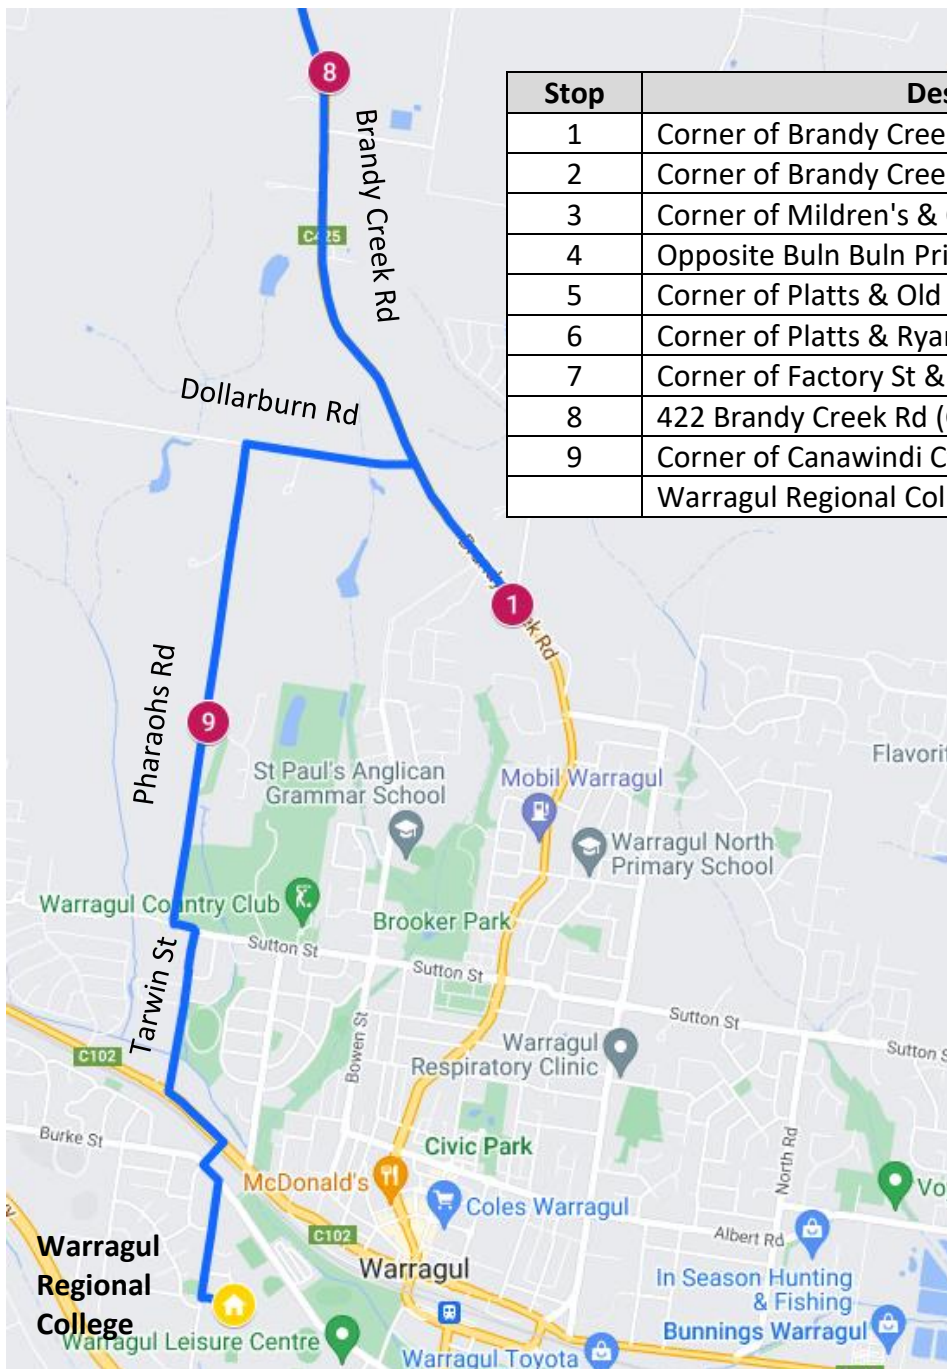 8
Brandy Creek Rd
C425
Stop
1 Corner of Brandy Cree
2 Corner of Brandy Cree
3 Corner of Mildren's &
4 Opposite Buln Buln Pri
5 Corner of Platts & Old
6 Corner of Platts & Ryan
7 Corner of Factory St &
8 422 Brandy Creek Rd (
9 Corner of Canawindi C
Warragul Regional Col
Dollarburn Rd
1
Pharaohs Rd
9
St Paul's Anglican
Grammar School
Mobil Warragul
Flavorit
Warragul North
Primary School
Warragul Country Club
Brooker Park
Sutton St
Sutton St
Sutton St
Sutton S
Tarwin St
C102
Bowen St
Warragul
Respiratory Clinic
Burke St
Civic Park
North Rd
McDonald's
Coles Warragul
C102
Albert Rd
Warragul
Regional
College
Warragul
In Season Hunting
& Fishing
Bunnings Warragul
Warragul Leisure Centre
Warragul Toyota